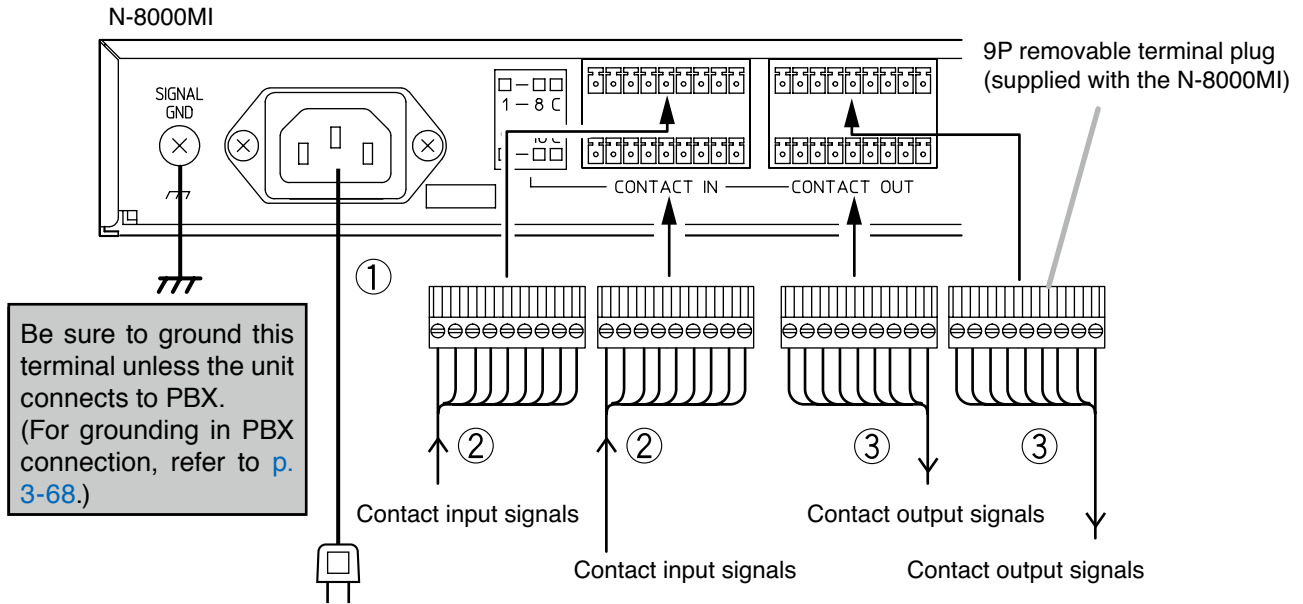 N-8000MI
9P removable terminal plug
(supplied with the N-8000MI)
SIGNAL
GND
1 – 8 C
CONTACT IN
CONTACT OUT
①
Be sure to ground this
terminal unless the unit
connects to PBX.
(For grounding in PBX
connection, refer to p.
3-68.)
② ② ③ ③
Contact input signals
Contact output signals
Contact input signals
Contact output signals